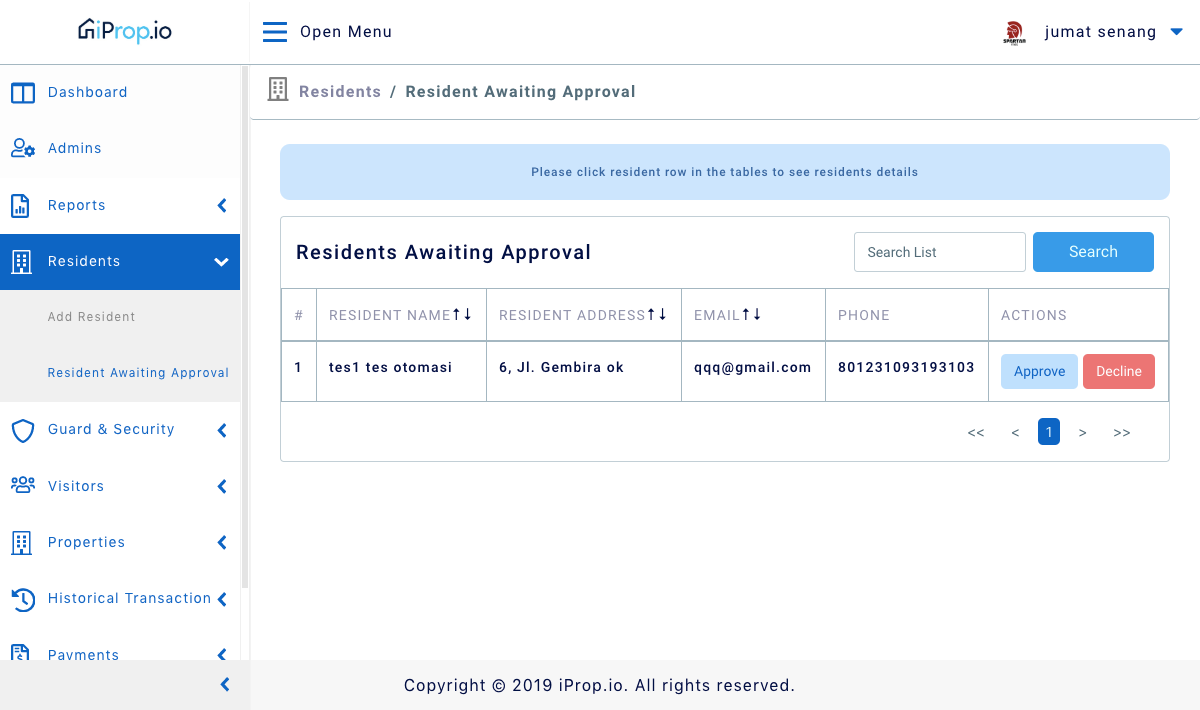 iProp.io
Open Menu
SPARTAN
jumat senang
Residents / Resident Awaiting Approval
Dashboard
Admins
Reports
Residents
Add Resident
Resident Awaiting Approval
Guard & Security
Visitors
Properties
Historical Transaction
Payments
Please click resident row in the tables to see residents details
Residents Awaiting Approval
Search List
Search
# RESIDENT NAME↑↓ RESIDENT ADDRESS↑↓ EMAIL↑↓ PHONE ACTIONS
1 tes1 tes otomasi 6, Jl. Gembira ok qqq@gmail.com 801231093193103 Approve Decline
<< < 1 > >>
Copyright © 2019 iProp.io. All rights reserved.